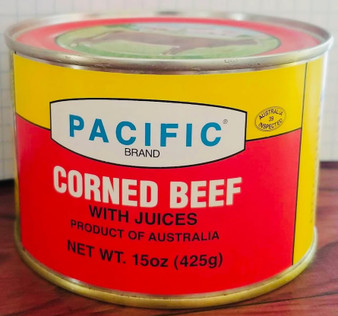 PACIFIC®
BRAND
AUSTRALIA
INSPECTED
CORNED BEEF
WITH JUICES
PRODUCT OF AUSTRALIA
NET WT. 15oz (425g)